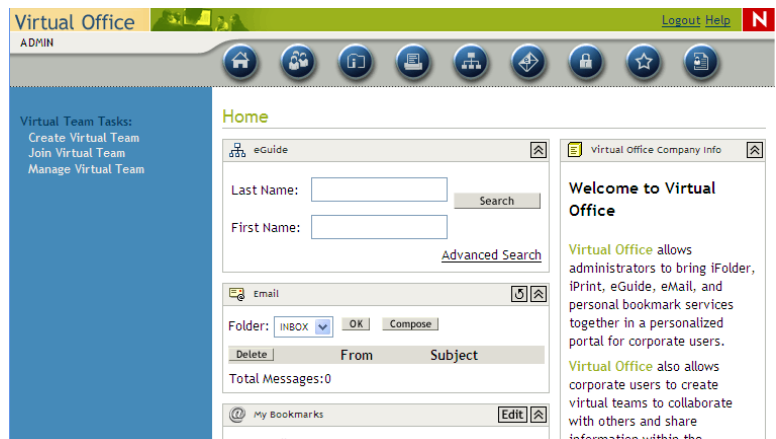 Virtual Office
Logout Help N
ADMIN
Virtual Team Tasks:
Create Virtual Team
Join Virtual Team
Manage Virtual Team
Home
eGuide
Last Name:
Search
First Name:
Advanced Search
Email
Folder: INBOX OK Compose
Delete From Subject
Total Messages:0
My Bookmarks Edit
Virtual Office Company Info
Welcome to Virtual
Office
Virtual Office allows
administrators to bring iFolder,
iPrint, eGuide, eMail, and
personal bookmark services
together in a personalized
portal for corporate users.
Virtual Office also allows
corporate users to create
virtual teams to collaborate
with others and share
information within the